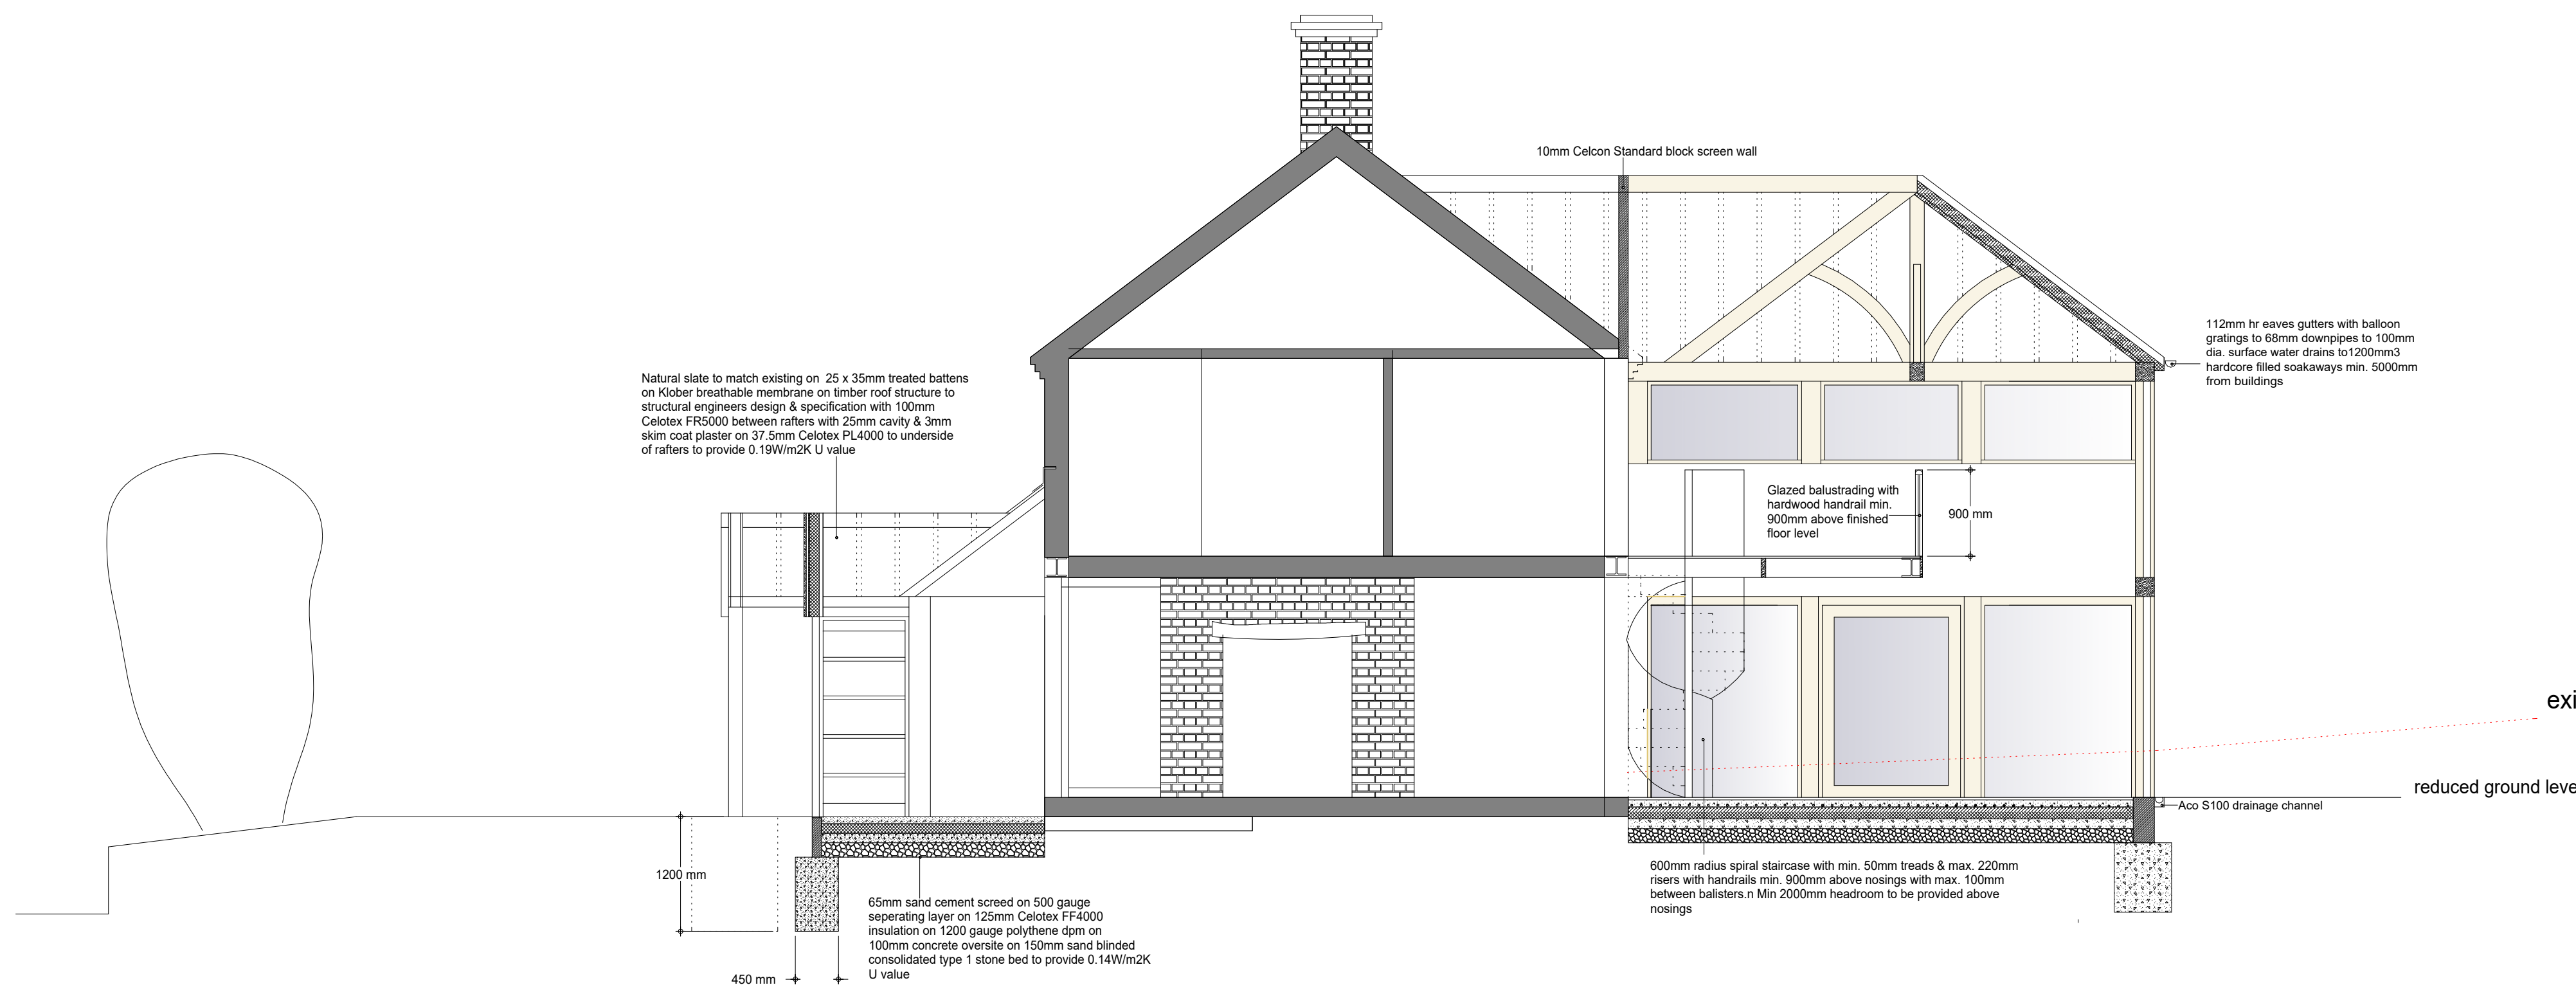 10mm Celcon Standard block screen wall
112mm hr eaves gutters with balloon
gratings to 68mm downpipes to 100mm
dia. surface water drains to1200mm3
hardcore filled soakaways min. 5000mm
from buildings
Natural slate to match existing on 25 x 35mm treated battens
on Klober breathable membrane on timber roof structure to
structural engineers design & specification with 100mm
Celotex FR5000 between rafters with 25mm cavity & 3mm
skim coat plaster on 37.5mm Celotex PL4000 to underside
of rafters to provide 0.19W/m2K U value
Glazed balustrading with
hardwood handrail min.
900mm above finished
floor level
900 mm
exi
reduced ground leve
Aco S100 drainage channel
1200 mm
600mm radius spiral staircase with min. 50mm treads & max. 220mm
risers with handrails min. 900mm above nosings with max. 100mm
between balisters.n Min 2000mm headroom to be provided above
nosings
65mm sand cement screed on 500 gauge
seperating layer on 125mm Celotex FF4000
insulation on 1200 gauge polythene dpm on
100mm concrete oversite on 150mm sand blinded
consolidated type 1 stone bed to provide 0.14W/m2K
U value
450 mm